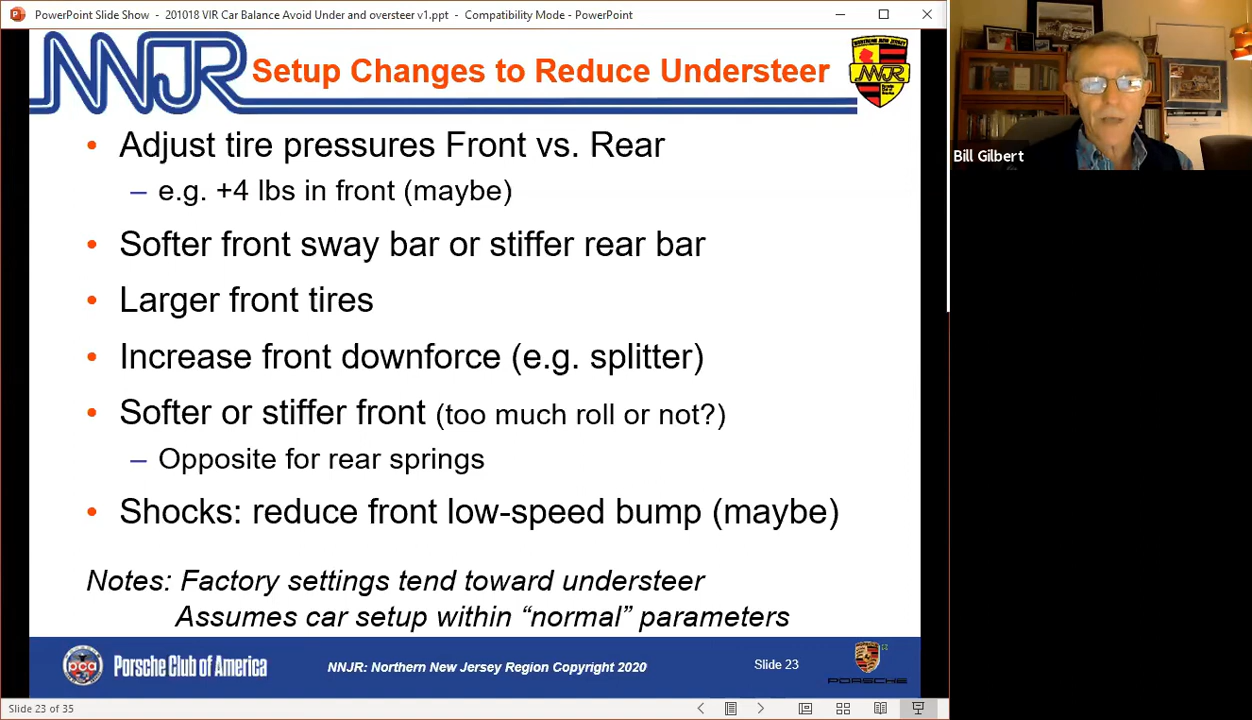 PowerPoint Slide Show - 201018 VIR Car Balance Avoid Under and oversteer v1.ppt - Compatibility Mode - PowerPoint
NNJR
Setup Changes to Reduce Understeer
NNJR
• Adjust tire pressures Front vs. Rear
– e.g. +4 lbs in front (maybe)
• Softer front sway bar or stiffer rear bar
• Larger front tires
• Increase front downforce (e.g. splitter)
• Softer or stiffer front (too much roll or not?)
– Opposite for rear springs
• Shocks: reduce front low-speed bump (maybe)
Notes: Factory settings tend toward understeer
Assumes car setup within “normal” parameters
pca
Porsche Club of America
NNJR: Northern New Jersey Region Copyright 2020
Slide 23
PORSCHE
Slide 23 of 35
Bill Gilbert